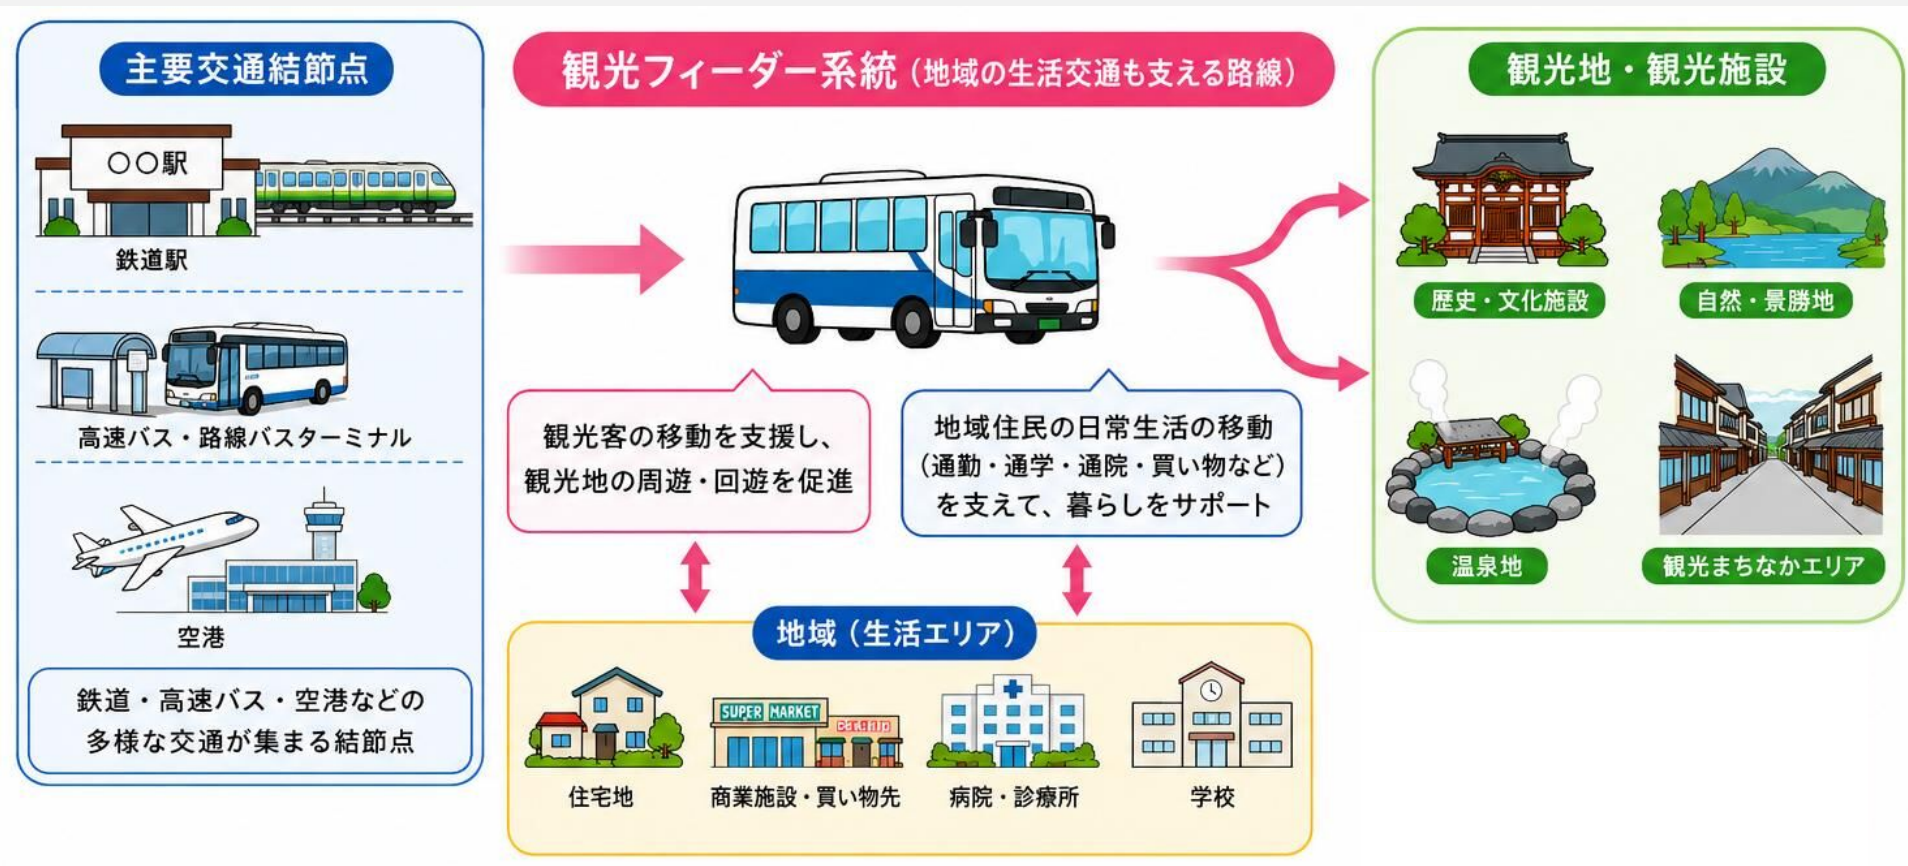 主要交通結節点
〇〇駅
鉄道駅
高速バス・路線バスターミナル
空港
鉄道・高速バス・空港などの
多様な交通が集まる結節点
観光フィーダー系統（地域の生活交通も支える路線）
観光客の移動を支援し、
観光地の周遊・回遊を促進
地域住民の日常生活の移動
（通勤・通学・通院・買い物など）
を支えて、暮らしをサポート
地域（生活エリア）
SUPER MARKET
住宅地
商業施設・買い物先
病院・診療所
学校
観光地・観光施設
歴史・文化施設
自然・景勝地
温泉地
観光まちなかエリア